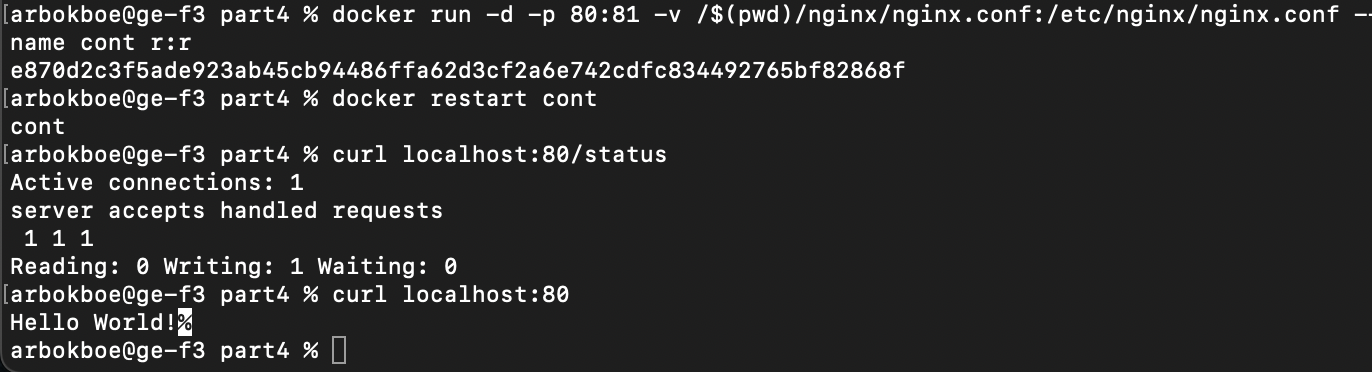 [arbokboe@ge-f3 part4 % docker run -d -p 80:81 -v /$(pwd)/nginx/nginx.conf:/etc/nginx/nginx.conf --
name cont r:r
e870d2c3f5ade923ab45cb94486ffa62d3cf2a6e742cdfc834492765bf82868f
[arbokboe@ge-f3 part4 % docker restart cont
cont
[arbokboe@ge-f3 part4 % curl localhost:80/status
Active connections: 1
server accepts handled requests
1 1 1
Reading: 0 Writing: 1 Waiting: 0
[arbokboe@ge-f3 part4 % curl localhost:80
Hello World!%
arbokboe@ge-f3 part4 %